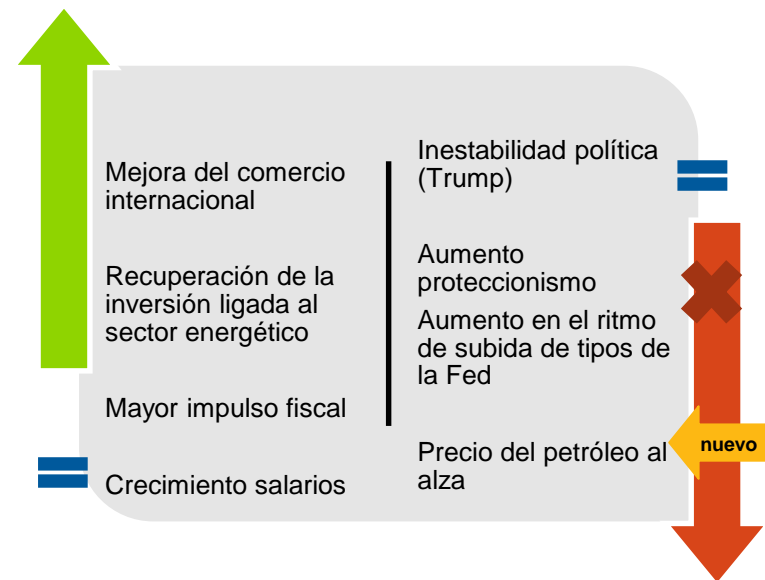 Mejora del comercio
internacional
Recuperación de la
inversión ligada al
sector energético
Mayor impulso fiscal
Crecimiento salarios
Inestabilidad política
(Trump)
Aumento
proteccionismo
Aumento en el ritmo
de subida de tipos de
la Fed
Precio del petróleo al
alza
nuevo